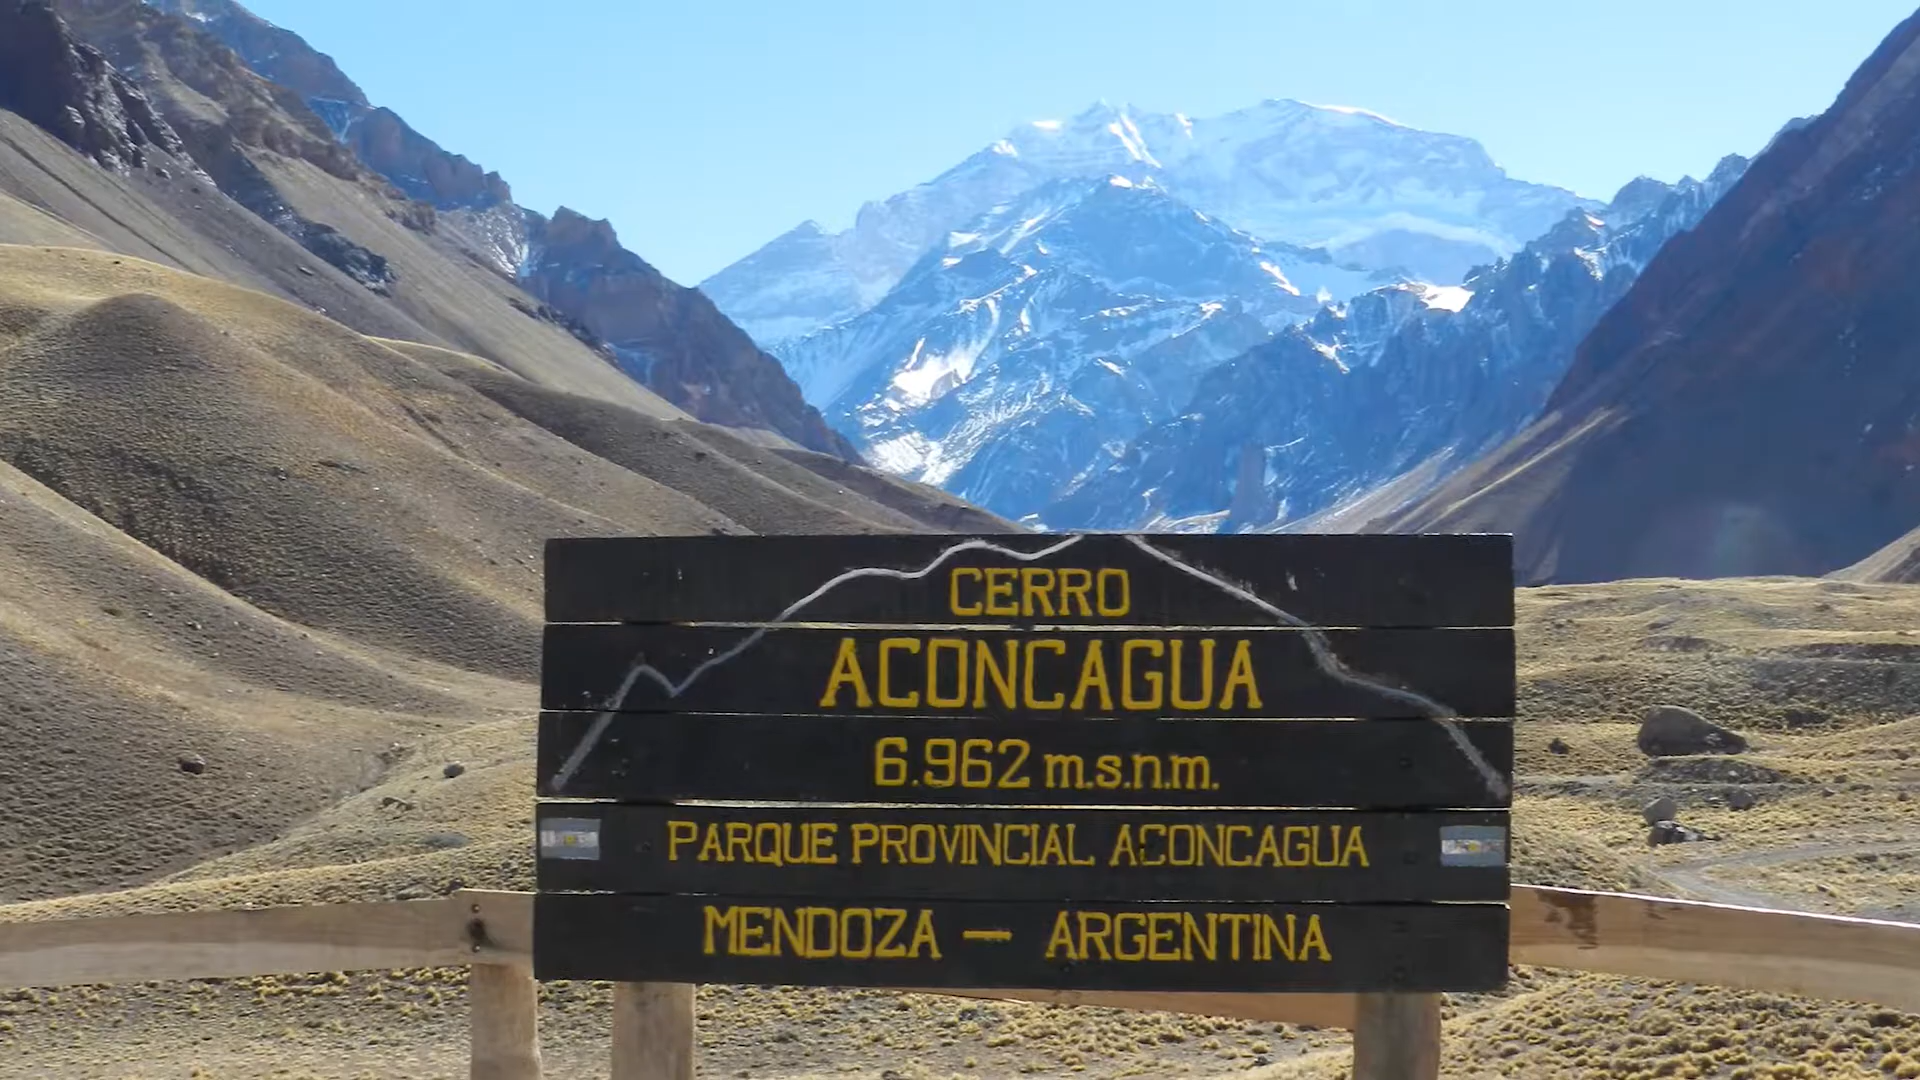 CERRO
ACONCAGUA
6.962 m.s.n.m.
PARQUE PROVINCIAL ACONCAGUA
MENDOZA — ARGENTINA